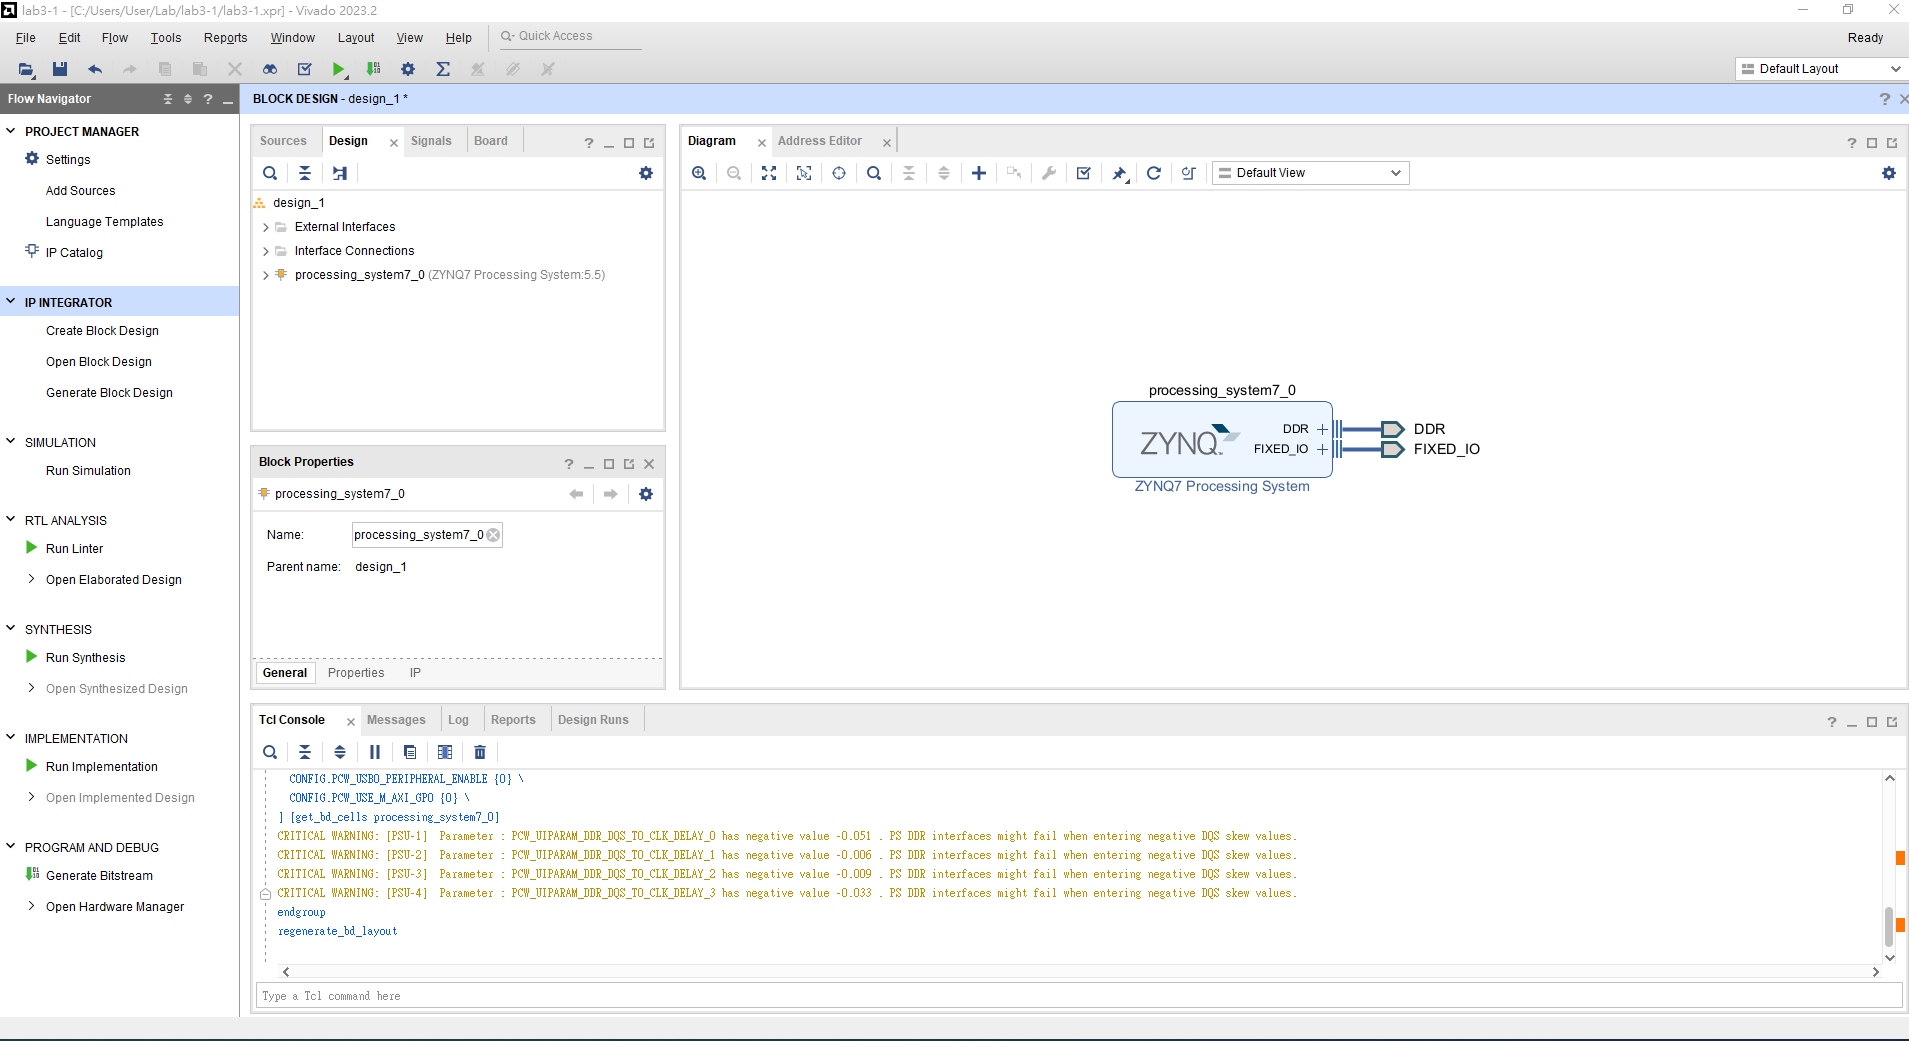 lab3-1 - [C:/Users/User/Lab/lab3-1/lab3-1.xpr] - Vivado 2023.2
File Edit Flow Tools Reports Window Layout View Help Quick Access Ready
Default Layout
Flow Navigator
PROJECT MANAGER
Settings
Add Sources
Language Templates
IP Catalog
IP INTEGRATOR
Create Block Design
Open Block Design
Generate Block Design
SIMULATION
Run Simulation
RTL ANALYSIS
Run Linter
Open Elaborated Design
SYNTHESIS
Run Synthesis
Open Synthesized Design
IMPLEMENTATION
Run Implementation
Open Implemented Design
PROGRAM AND DEBUG
Generate Bitstream
Open Hardware Manager
BLOCK DESIGN - design_1 *
Sources Design Signals Board
design_1
External Interfaces
Interface Connections
processing_system7_0 (ZYNQ7 Processing System:5.5)
Block Properties
processing_system7_0
Name: processing_system7_0
Parent name: design_1
General Properties IP
Diagram Address Editor
Default View
processing_system7_0
ZYNQ
DDR
FIXED_IO
DDR
FIXED_IO
ZYNQ7 Processing System
Tcl Console Messages Log Reports Design Runs
CONFIG.PCW_USB0_PERIPHERAL_ENABLE {0} \
CONFIG.PCW_USE_M_AXI_GP0 {0} \
] [get_bd_cells processing_system7_0]
CRITICAL WARNING: [PSU-1] Parameter : PCW_UIPARAM_DDR_DQS_TO_CLK_DELAY_0 has negative value -0.051 . PS DDR interfaces might fail when entering negative DQS skew values.
CRITICAL WARNING: [PSU-2] Parameter : PCW_UIPARAM_DDR_DQS_TO_CLK_DELAY_1 has negative value -0.006 . PS DDR interfaces might fail when entering negative DQS skew values.
CRITICAL WARNING: [PSU-3] Parameter : PCW_UIPARAM_DDR_DQS_TO_CLK_DELAY_2 has negative value -0.009 . PS DDR interfaces might fail when entering negative DQS skew values.
CRITICAL WARNING: [PSU-4] Parameter : PCW_UIPARAM_DDR_DQS_TO_CLK_DELAY_3 has negative value -0.033 . PS DDR interfaces might fail when entering negative DQS skew values.
endgroup
regenerate_bd_layout
Type a Tcl command here